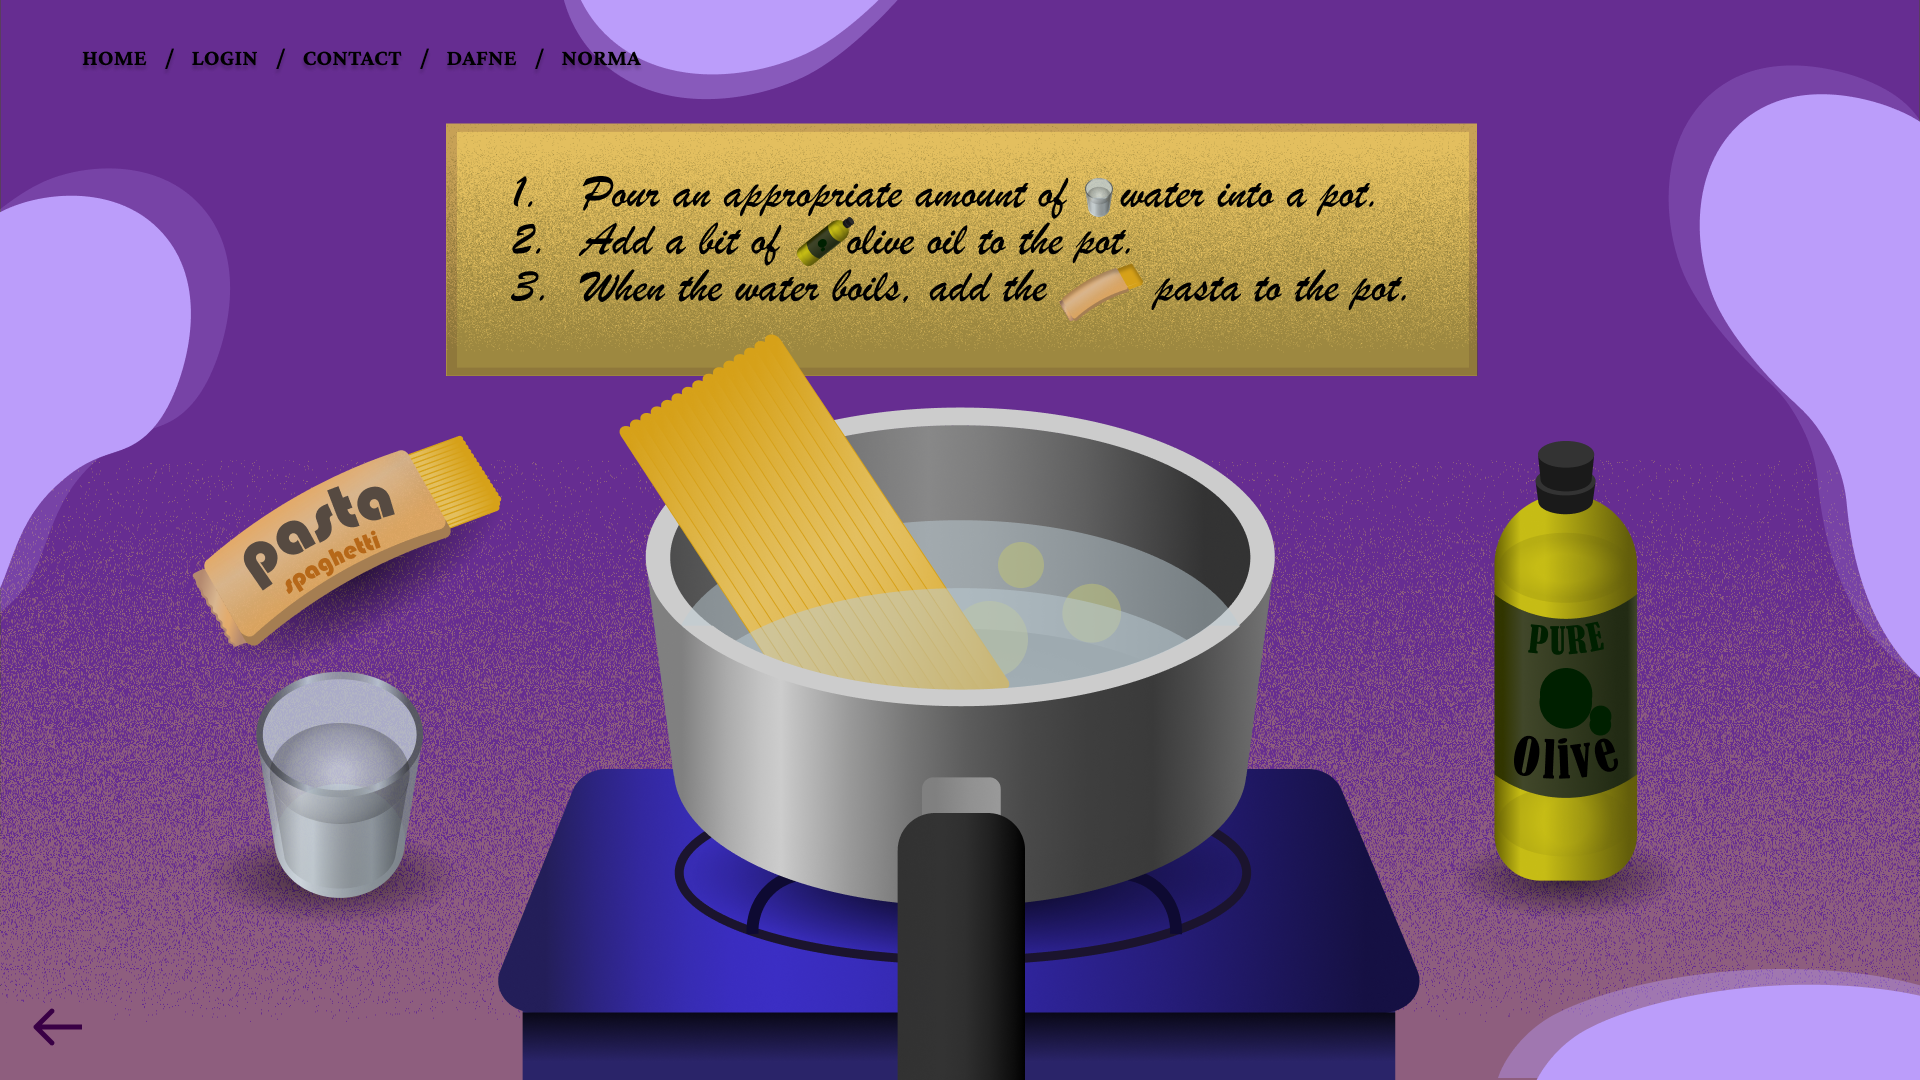 HOME / LOGIN / CONTACT / DAFNE / NORMA
1. Pour an appropriate amount of water into a pot.
2. Add a bit of olive oil to the pot.
3. When the water boils, add the pasta to the pot.
pasta
spaghetti
PURE
Olive